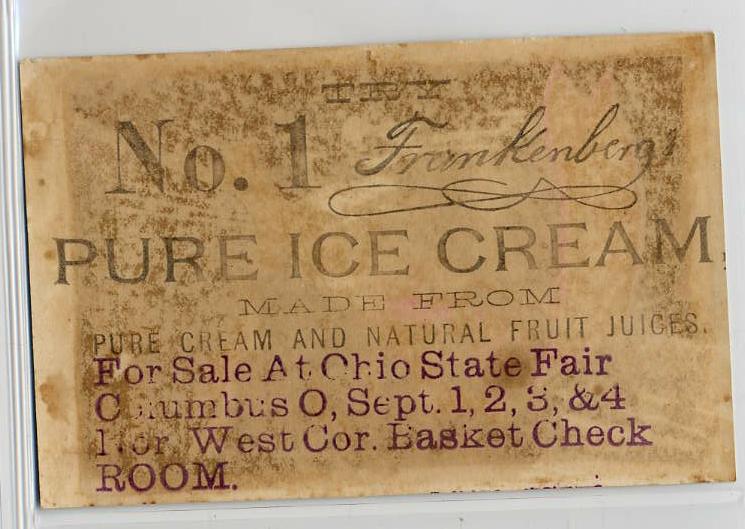 TRY
No. 1 Frankenberg's
PURE ICE CREAM,
MADE FROM
PURE CREAM AND NATURAL FRUIT JUICES.
For Sale At Ohio State Fair
Columbus O, Sept. 1, 2, 3, &4
Nor West Cor. Basket Check
ROOM.